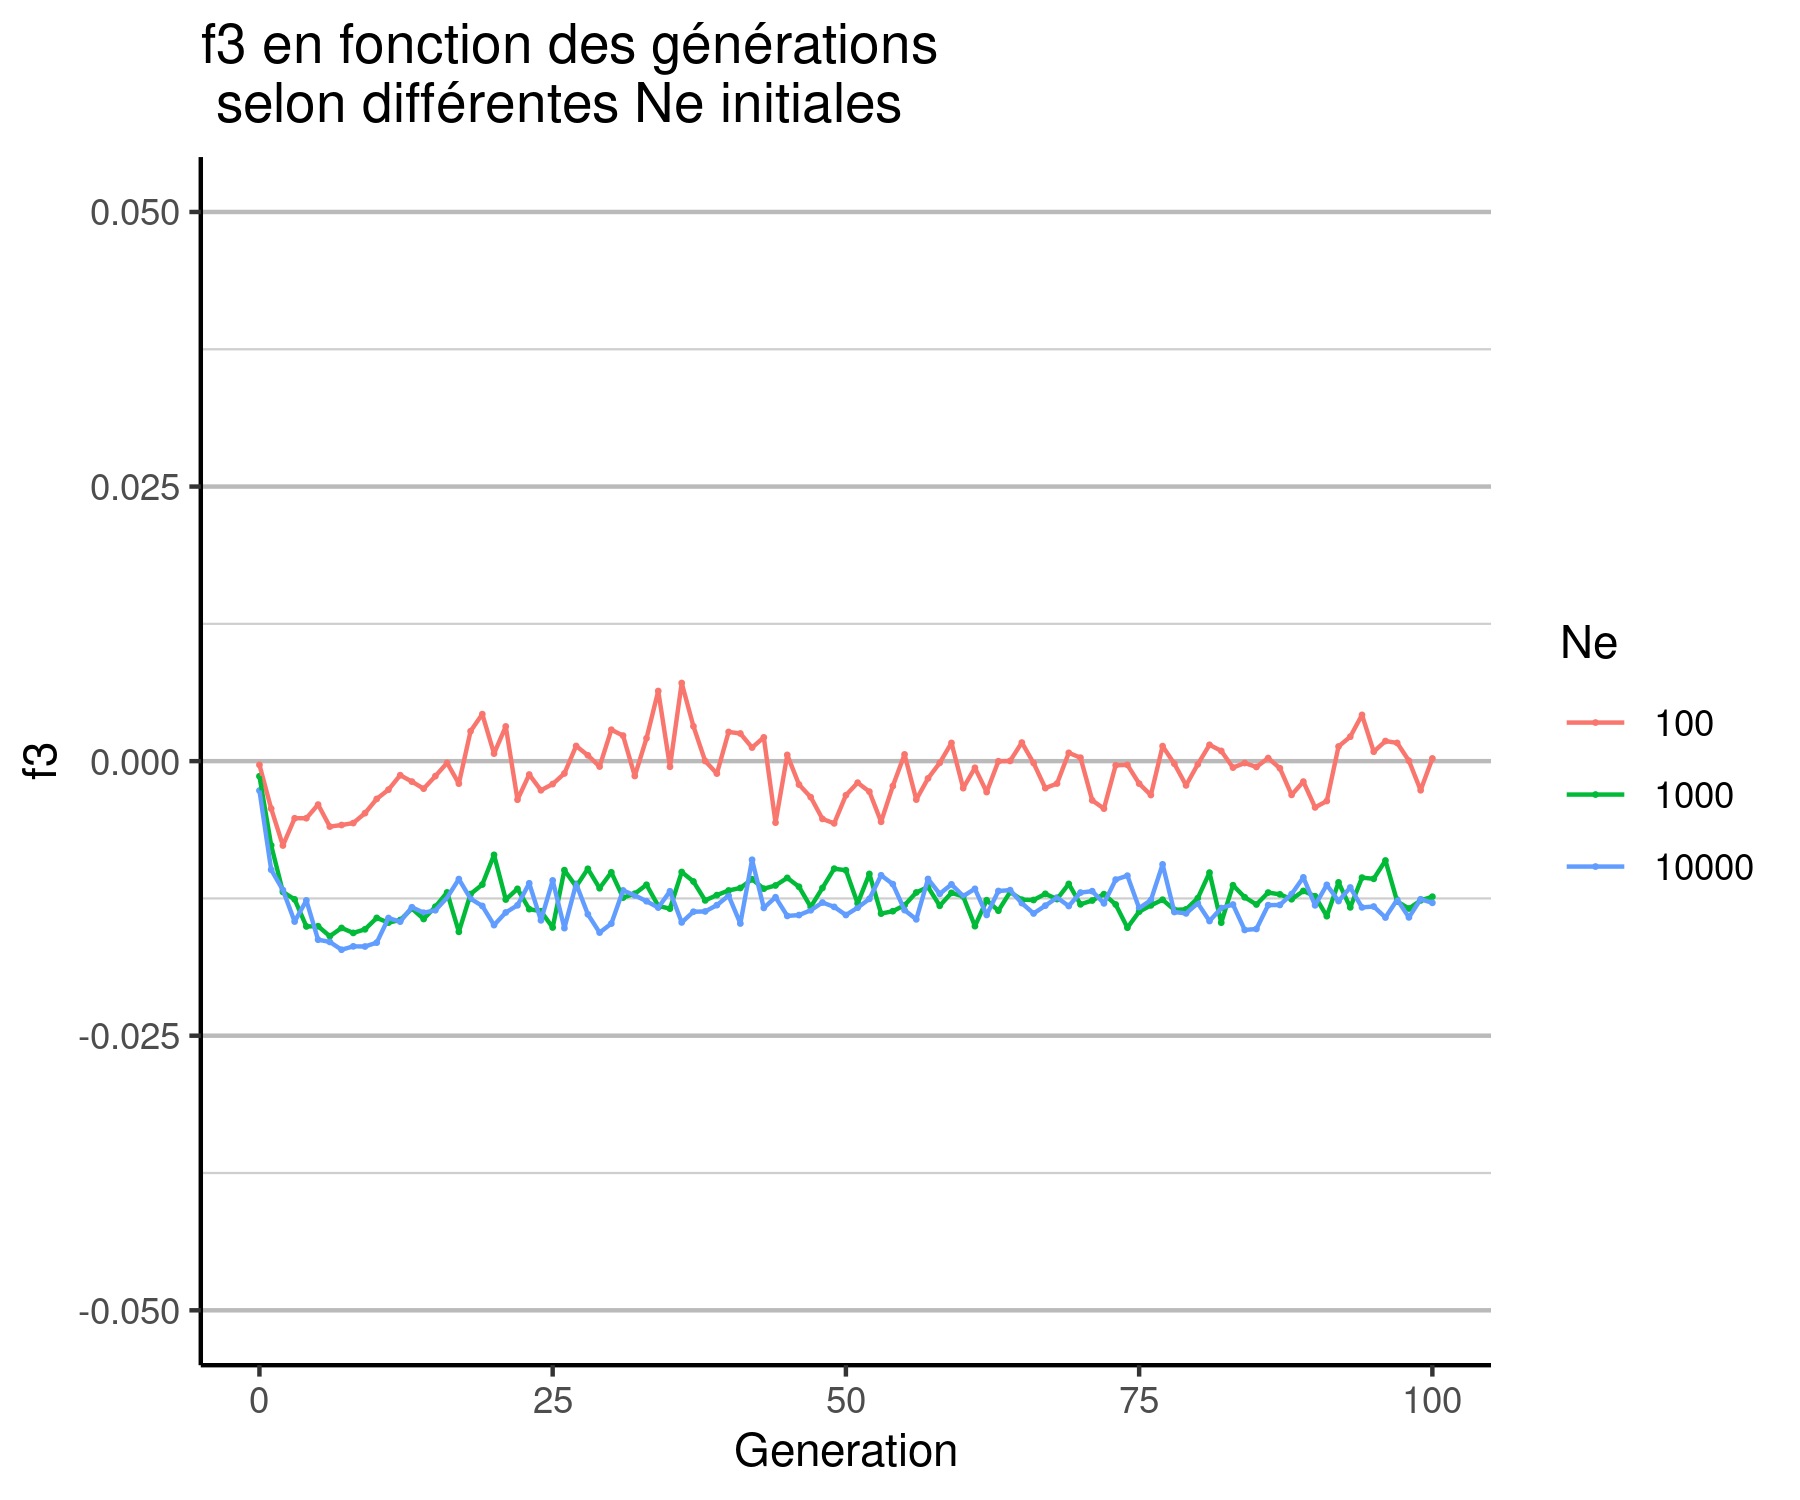 f3 en fonction des générations
selon différentes Ne initiales
0.050
0.025
0.000
-0.025
-0.050
f3
0
25
50
75
100
Generation
Ne
100
1000
10000